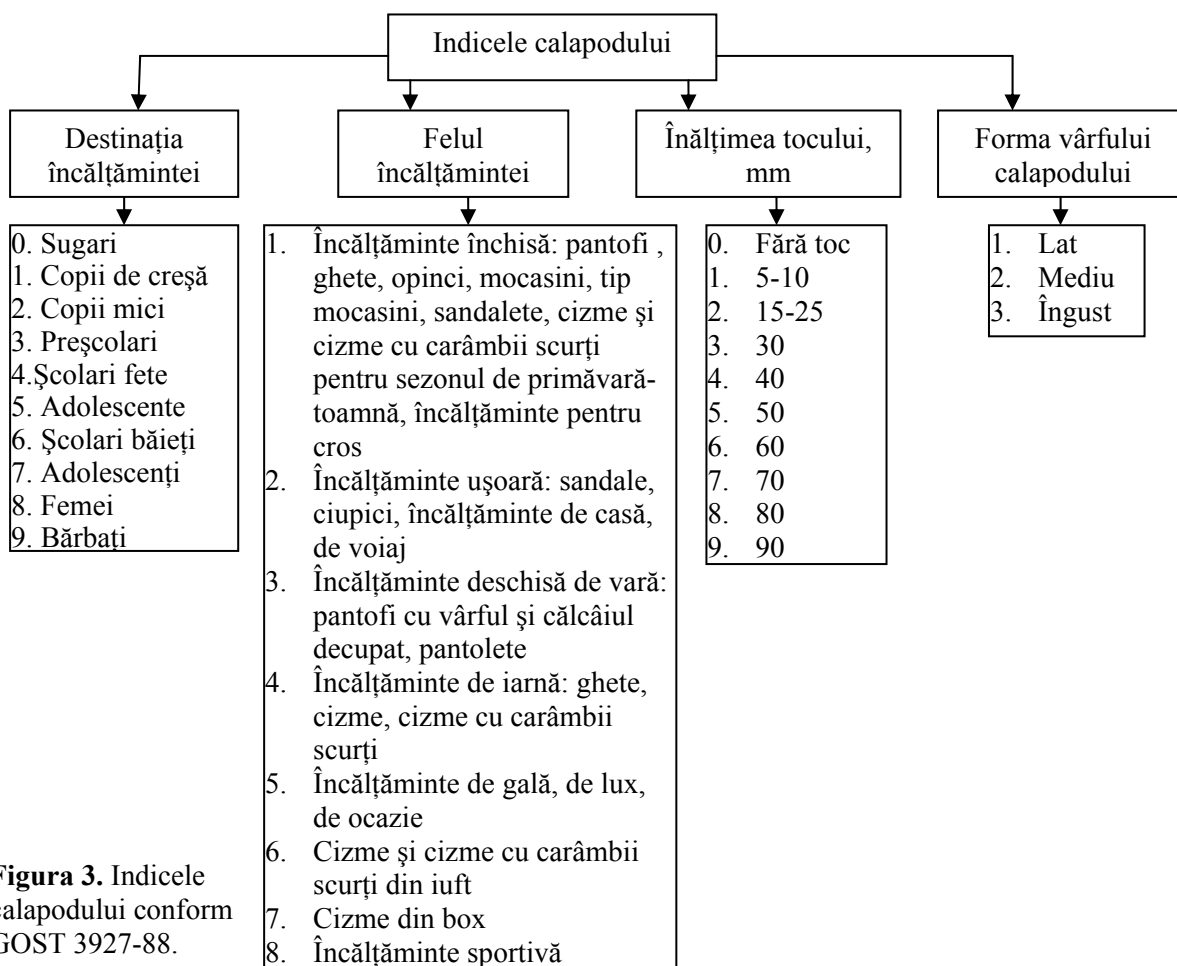 Indicele calapodului
Destinația
încălțămintei
Felul
încălțămintei
Înălțimea tocului,
mm
Forma vârfului
calapodului
0. Sugari
1. Copii de creşă
2. Copii mici
3. Preşcolari
4.Şcolari fete
5. Adolescente
6. Şcolari băieți
7. Adolescenți
8. Femei
9. Bărbați
1. Încălțăminte închisă: pantofi ,
ghete, opinci, mocasini, tip
mocasini, sandalete, cizme şi
cizme cu carâmbii scurți
pentru sezonul de primăvară-
toamnă, încălțăminte pentru
cros
2. Încălțăminte uşoară: sandale,
ciupici, încălțăminte de casă,
de voiaj
3. Încălțăminte deschisă de vară:
pantofi cu vârful şi călcâiul
decupat, pantolete
4. Încălțăminte de iarnă: ghete,
cizme, cizme cu carâmbii
scurți
5. Încălțăminte de gală, de lux,
de ocazie
6. Cizme şi cizme cu carâmbii
scurți din iuft
7. Cizme din box
8. Încălțăminte sportivă
0. Fără toc
1. 5-10
2. 15-25
3. 30
4. 40
5. 50
6. 60
7. 70
8. 80
9. 90
1. Lat
2. Mediu
3. Îngust
Figura 3. Indicele
calapodului conform
GOST 3927-88.